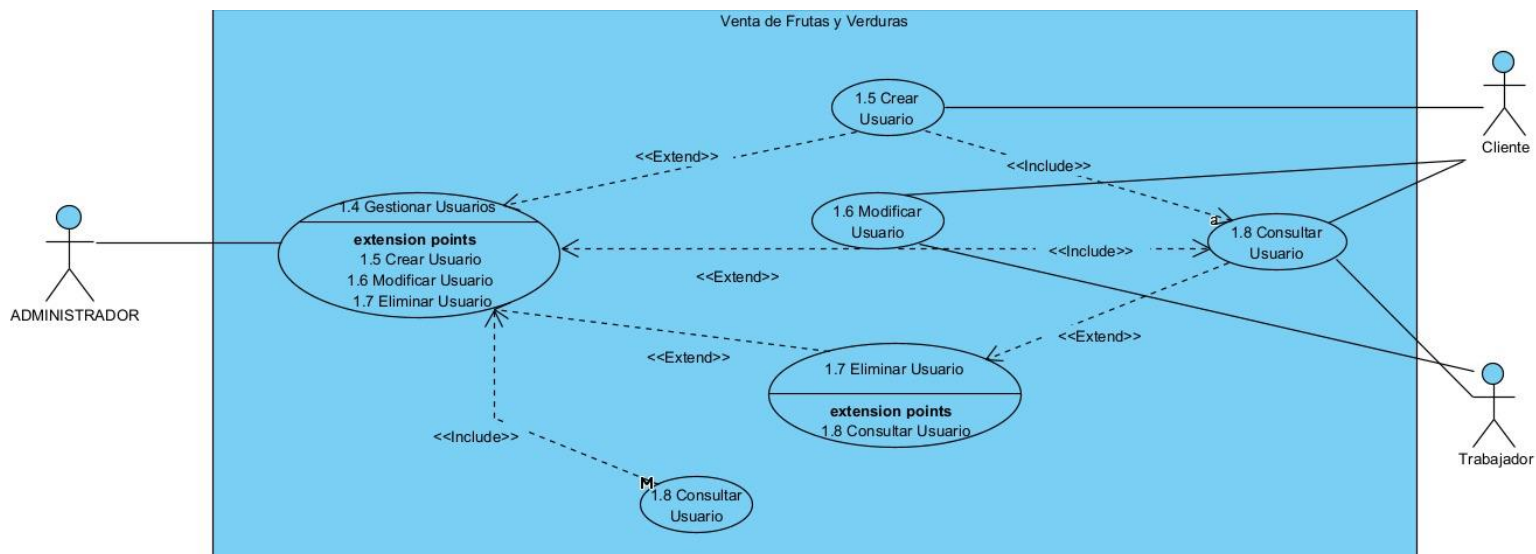 Venta de Frutas y Verduras
1.5 Crear
Usuario
Cliente
<<Extend>>
<<Include>>
1.4 Gestionar Usuarios
extension points
1.5 Crear Usuario
1.6 Modificar Usuario
1.7 Eliminar Usuario
ADMINISTRADOR
1.6 Modificar
Usuario
a
1.8 Consultar
Usuario
<<Include>>
<<Extend>>
<<Extend>>
<<Extend>>
1.7 Eliminar Usuario
extension points
1.8 Consultar Usuario
Trabajador
<<Include>>
M
1.8 Consultar
Usuario